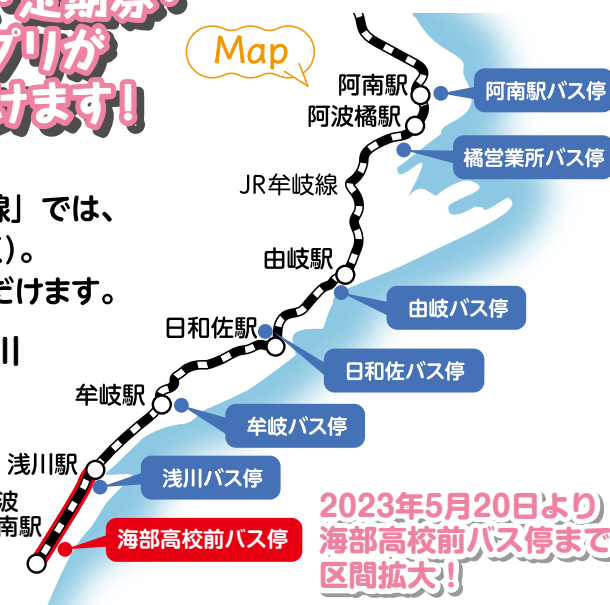 定期券・
プリが
けます！
Map
阿南駅
阿南駅バス停
阿波橘駅
橘営業所バス停
JR牟岐線
線」では、
）。
だけます。
由岐駅
由岐バス停
日和佐駅
日和佐バス停
川
牟岐駅
牟岐バス停
浅川駅
浅川バス停
波
南駅
海部高校前バス停
2023年5月20日より
海部高校前バス停まで
区間拡大！